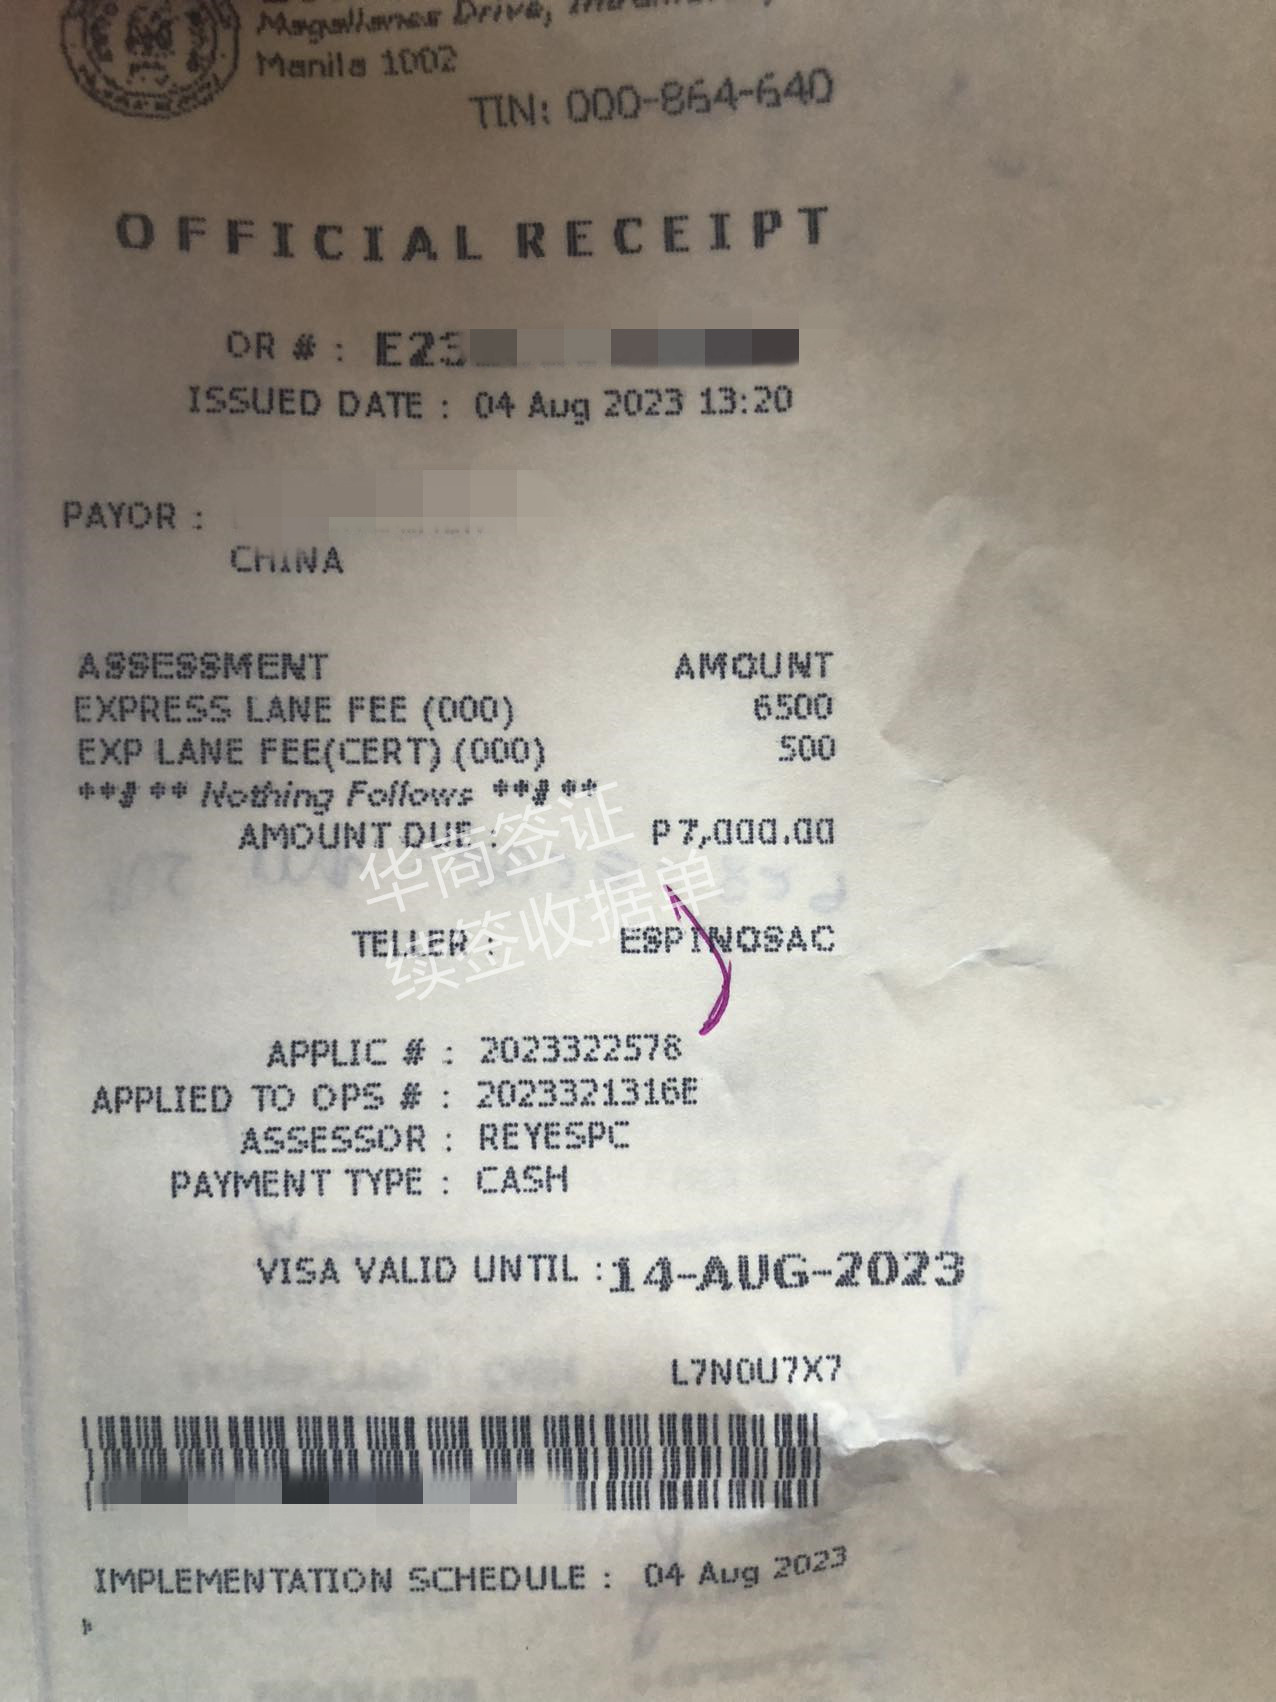 Magallanes Drive, Intramuros,
Manila 1002
TIN: 000-864-640
OFFICIAL RECEIPT
OR # : E23
ISSUED DATE : 04 Aug 2023 13:20
PAYOR :
CHINA
ASSESSMENT AMOUNT
EXPRESS LANE FEE (000) 6500
EXP LANE FEE(CERT) (000) 500
**#** Nothing Follows **#**
AMOUNT DUE : P7,000.00
华商签证
续签收据单
TELLER : ESPINOSAC
APPLIC # : 2023322578
APPLIED TO OPS # : 2023321316E
ASSESSOR : REYESPC
PAYMENT TYPE : CASH
VISA VALID UNTIL : 14-AUG-2023
L7N0U7X7
IMPLEMENTATION SCHEDULE : 04 Aug 2023